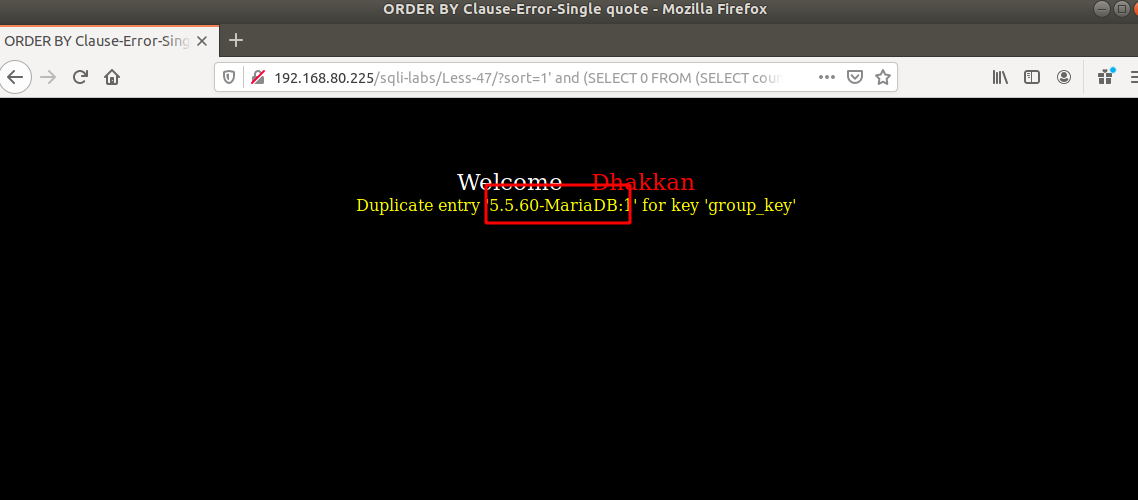 ORDER BY Clause-Error-Single quote - Mozilla Firefox
ORDER BY Clause-Error-Sing
192.168.80.225/sqli-labs/Less-47/?sort=1' and (SELECT 0 FROM (SELECT coun
Welcome Dhakkan
Duplicate entry '5.5.60-MariaDB:1' for key 'group_key'